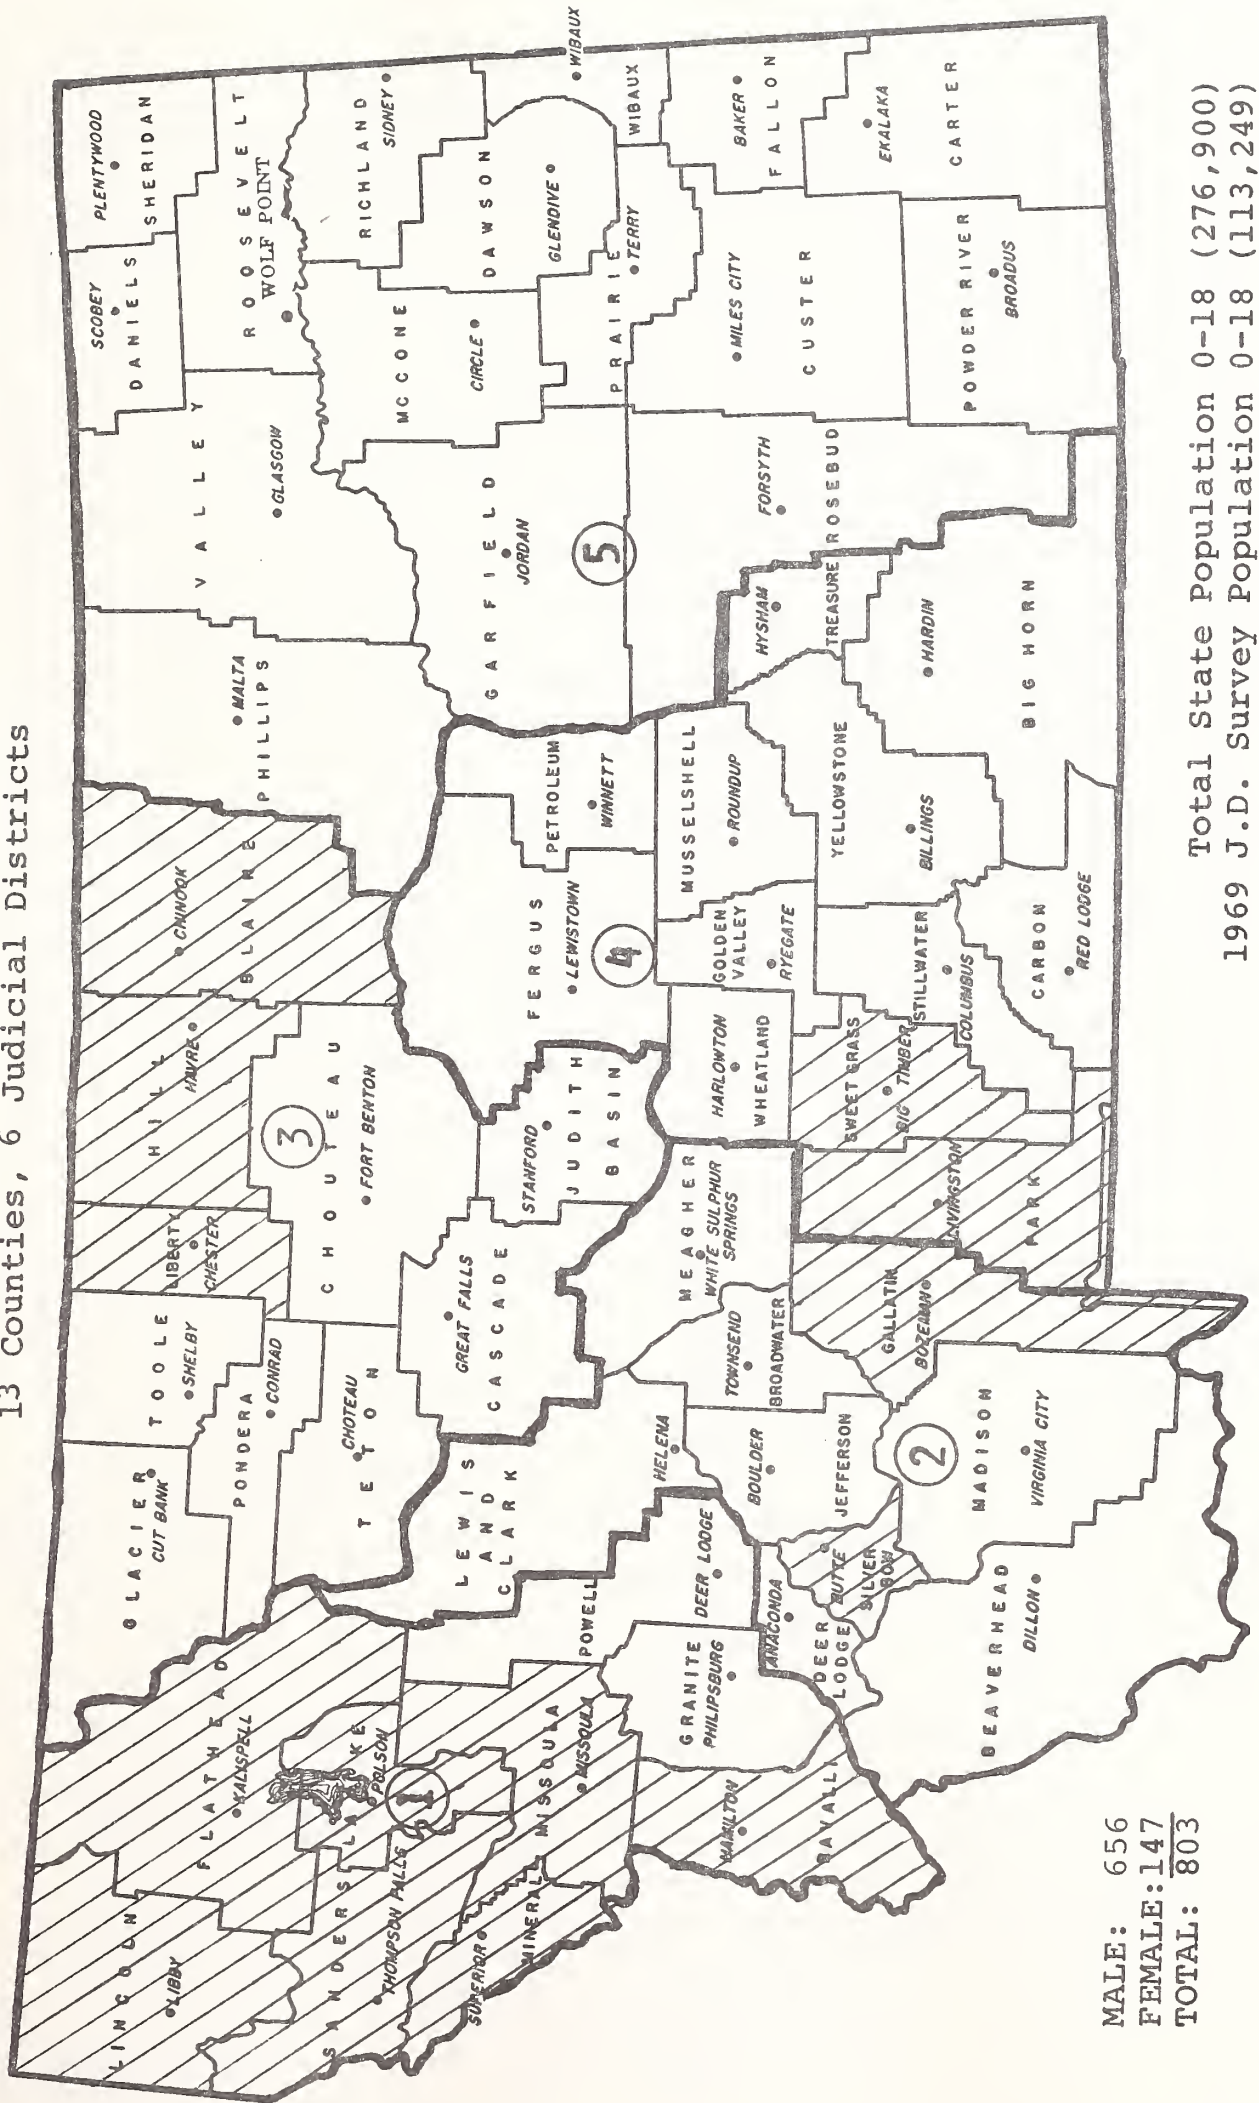 13 Counties, 6 Judicial Districts
LINCOLN
LIBBY
FLATHEAD
KALISPELL
GLACIER
CUT BANK
TOOLE
SHELBY
LIBERTY
CHESTER
HILL
HAVRE
BLAINE
CHINOOK
PHILLIPS
MALTA
VALLEY
GLASGOW
SCOBEY
DANIELS
PLENTYWOOD
SHERIDAN
ROOSEVELT
WOLF POINT
SANDERS
THOMPSON FALLS
LAKE
POLSON
1
PONDERA
CONRAD
CHOTEAU
TETON
CHOUTEAU
3
FORT BENTON
MCCONE
CIRCLE
RICHLAND
SIDNEY
SUPERIOR
MINERAL
MISSOULA
MISSOULA
POWELL
LEWIS
AND
CLARK
HELENA
GREAT FALLS
CASCADE
STANFORD
JUDITH
BASIN
FERGUS
LEWISTOWN
4
PETROLEUM
WINNETT
GARFIELD
JORDAN
5
DAWSON
GLENDIVE
PRAIRIE
TERRY
WIBAUX
WIBAUX
HAMILTON
RAVALLI
GRANITE
PHILIPSBURG
DEER LODGE
ANACONDA
DEER
LODGE
BUTTE
SILVER
BOW
BOULDER
JEFFERSON
TOWNSEND
BROADWATER
MEAGHER
WHITE SULPHUR
SPRINGS
HARLOWTON
WHEATLAND
GOLDEN
VALLEY
RYEGATE
MUSSELSHELL
ROUNDUP
HYSHAM
TREASURE
FORSYTH
ROSEBUD
MILES CITY
CUSTER
BAKER
FALLON
EKALAKA
CARTER
BEAVERHEAD
DILLON
2
MADISON
VIRGINIA CITY
GALLATIN
BOZEMAN
LIVINGSTON
PARK
SWEET GRASS
BIG TIMBER
STILLWATER
COLUMBUS
CARBON
RED LODGE
YELLOWSTONE
BILLINGS
HARDIN
BIG HORN
POWDER RIVER
BROADUS
MALE: 656
FEMALE:147
TOTAL: 803
Total State Population 0-18 (276,900)
1969 J.D. Survey Population 0-18 (113,249)